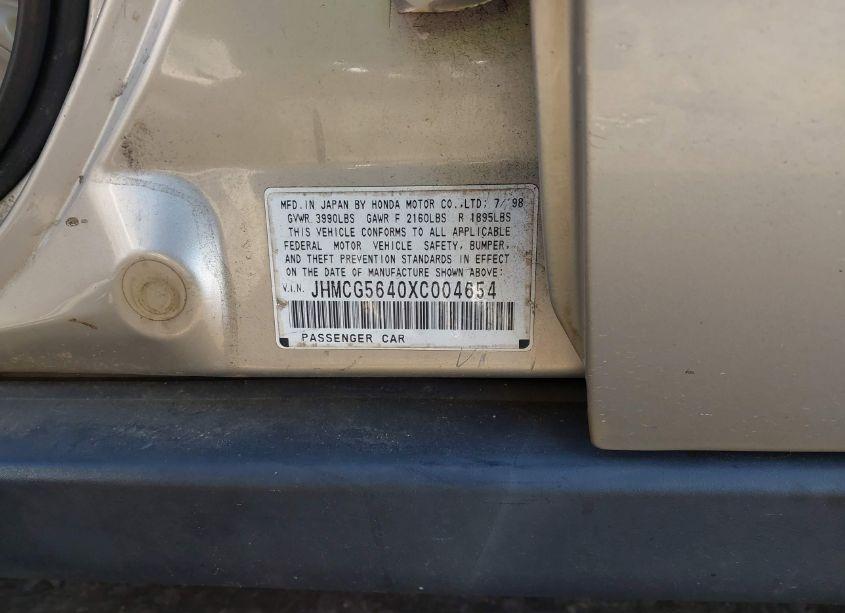 MFD. IN JAPAN BY HONDA MOTOR CO.,LTD: 7/98
GVWR 3990LBS GAWR F 2160LBS R 1895LBS
THIS VEHICLE CONFORMS TO ALL APPLICABLE
FEDERAL MOTOR VEHICLE SAFETY, BUMPER,
AND THEFT PREVENTION STANDARDS IN EFFECT
ON THE DATE OF MANUFACTURE SHOWN ABOVE:
V.I.N. JHMCG5640XC004654
PASSENGER CAR